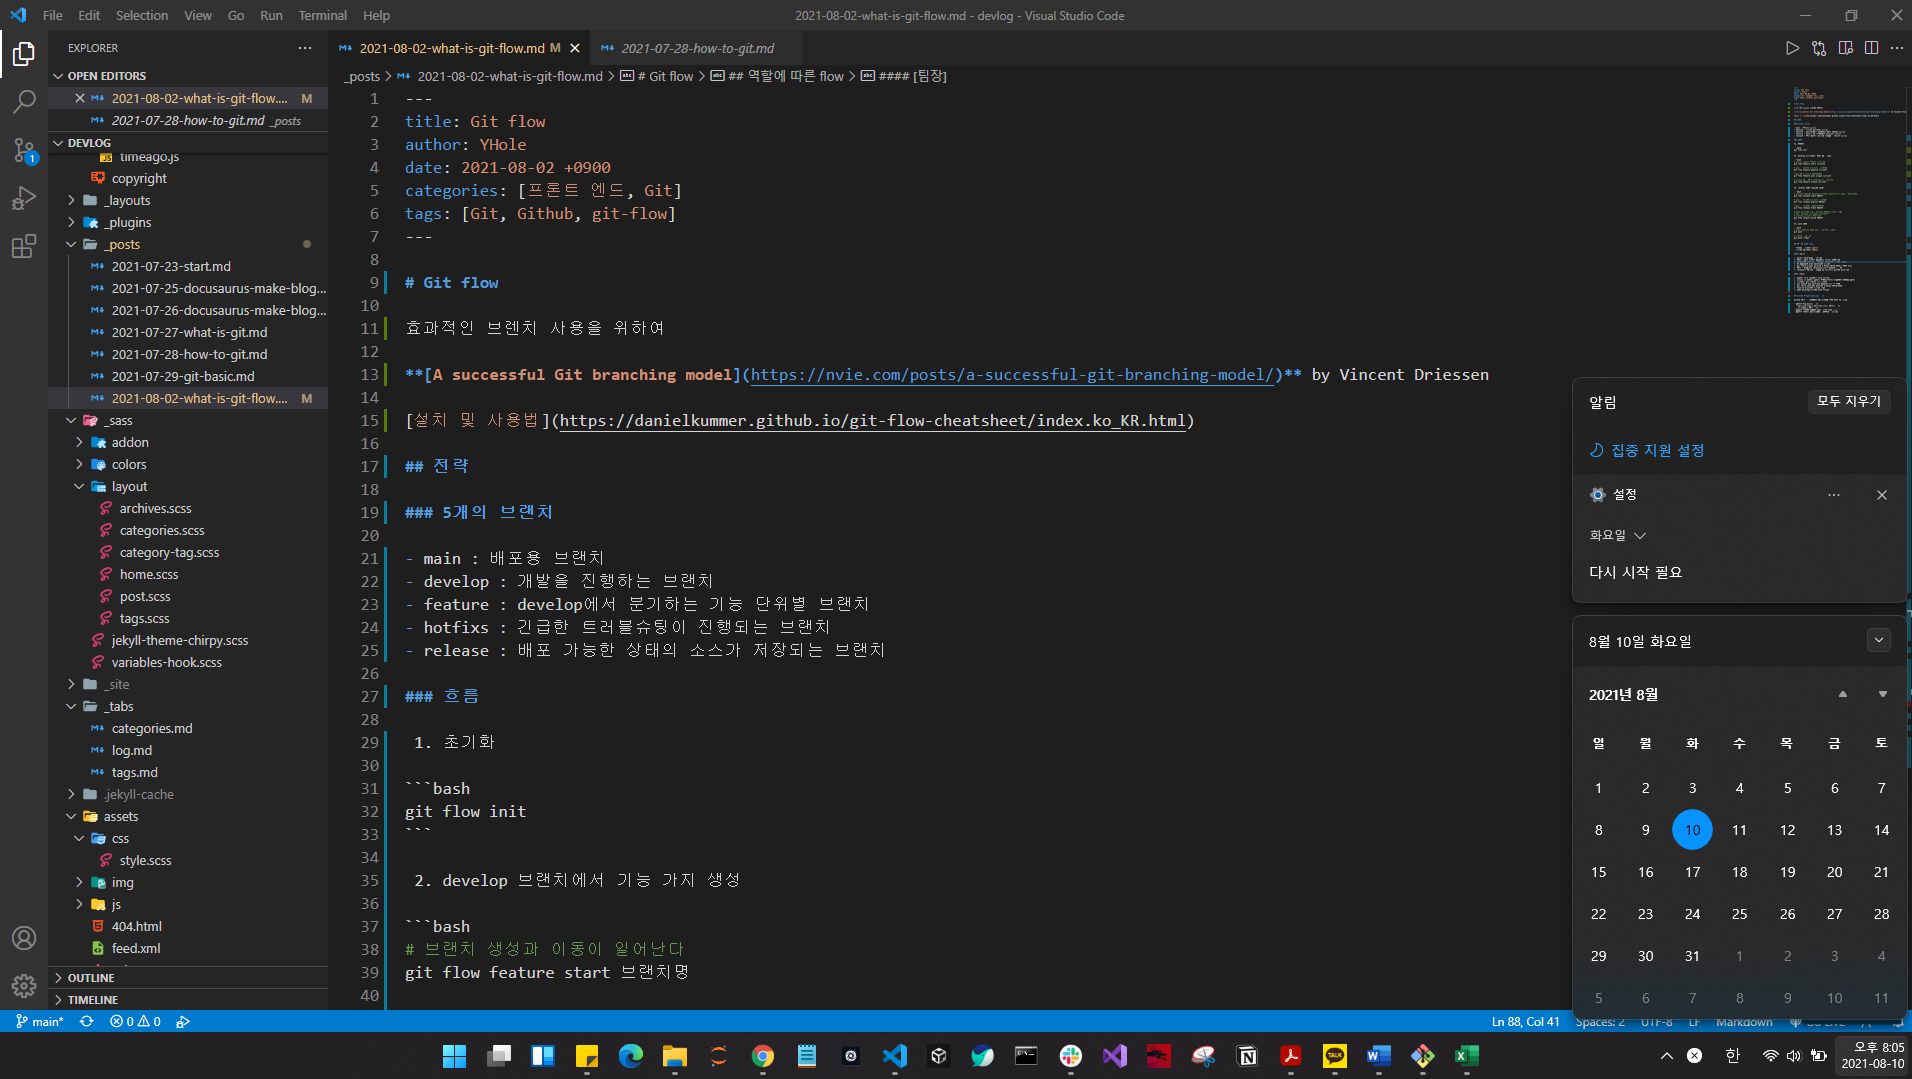 File Edit Selection View Go Run Terminal Help
2021-08-02-what-is-git-flow.md - devlog - Visual Studio Code
EXPLORER
OPEN EDITORS
2021-08-02-what-is-git-flow.... M
2021-07-28-how-to-git.md _posts
DEVLOG
timeago.js
copyright
_layouts
_plugins
_posts
2021-07-23-start.md
2021-07-25-docusaurus-make-blog...
2021-07-26-docusaurus-make-blog...
2021-07-27-what-is-git.md
2021-07-28-how-to-git.md
2021-07-29-git-basic.md
2021-08-02-what-is-git-flow.... M
_sass
addon
colors
layout
archives.scss
categories.scss
category-tag.scss
home.scss
post.scss
tags.scss
jekyll-theme-chirpy.scss
variables-hook.scss
_site
_tabs
categories.md
log.md
tags.md
.jekyll-cache
assets
css
style.scss
img
js
404.html
feed.xml
OUTLINE
TIMELINE
2021-08-02-what-is-git-flow.md M
2021-07-28-how-to-git.md
_posts > 2021-08-02-what-is-git-flow.md > # Git flow > ## 역할에 따른 flow > #### [팀장]
1 ---
2 title: Git flow
3 author: YHole
4 date: 2021-08-02 +0900
5 categories: [프론트 엔드, Git]
6 tags: [Git, Github, git-flow]
7 ---
8
9 # Git flow
10
11 효과적인 브렌치 사용을 위하여
12
13 **[A successful Git branching model](https://nvie.com/posts/a-successful-git-branching-model/)** by Vincent Driessen
14
15 [설치 및 사용법](https://danielkummer.github.io/git-flow-cheatsheet/index.ko_KR.html)
16
17 ## 전략
18
19 ### 5개의 브랜치
20
21 - main : 배포용 브랜치
22 - develop : 개발을 진행하는 브랜치
23 - feature : develop에서 분기하는 기능 단위별 브랜치
24 - hotfixs : 긴급한 트러블슈팅이 진행되는 브랜치
25 - release : 배포 가능한 상태의 소스가 저장되는 브랜치
26
27 ### 흐름
28
29 1. 초기화
30
31 ```bash
32 git flow init
33 ```
34
35 2. develop 브랜치에서 기능 가지 생성
36
37 ```bash
38 # 브랜치 생성과 이동이 일어난다
39 git flow feature start 브랜치명
40
알림
모두 지우기
집중 지원 설정
설정
화요일
다시 시작 필요
8월 10일 화요일
2021년 8월
일 월 화 수 목 금 토
1 2 3 4 5 6 7
8 9 10 11 12 13 14
15 16 17 18 19 20 21
22 23 24 25 26 27 28
29 30 31 1 2 3 4
5 6 7 8 9 10 11
1
main* 0 0
Ln 88, Col 41 Spaces: 2 UTF-8 LF Markdown Go Live
TALK
한
오후 8:05
2021-08-10